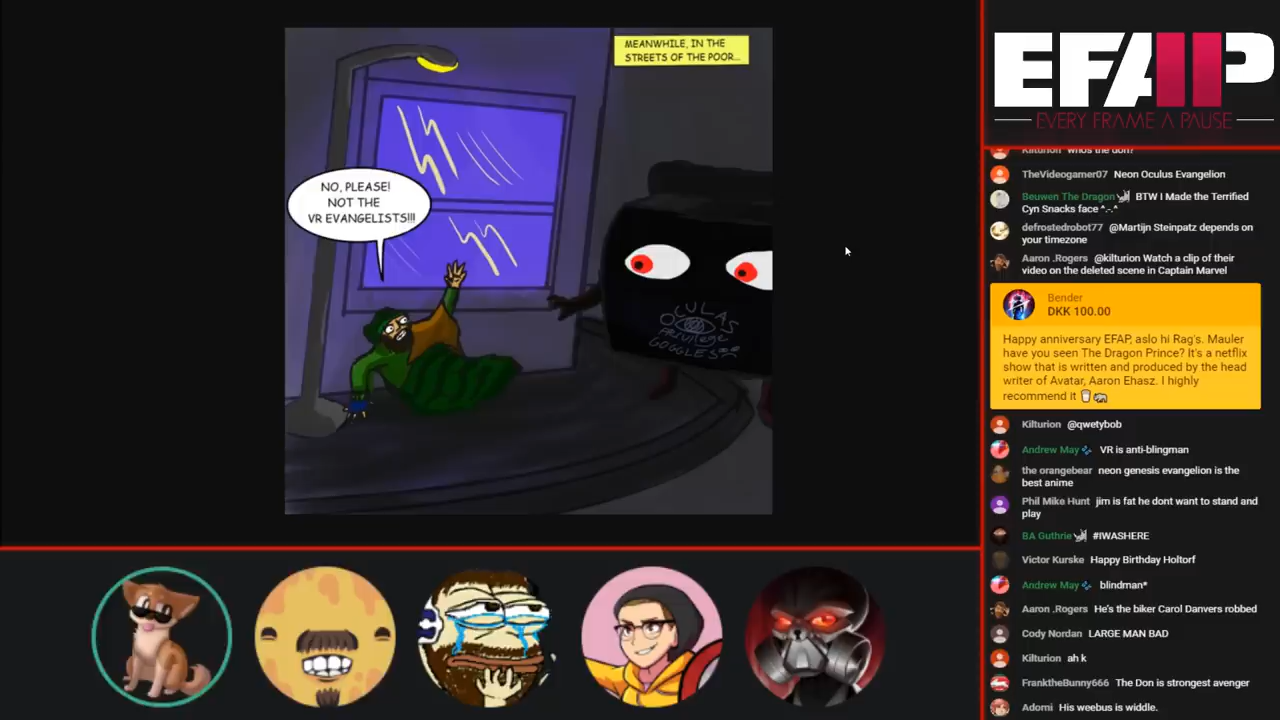 MEANWHILE, IN THE
STREETS OF THE POOR...
NO, PLEASE!
NOT THE
VR EVANGELISTS!!!
OCULAS
PRIVILEGE
GOGGLES
EFAP
EVERY FRAME A PAUSE
Kilturion who's the don?
TheVideogamer07 Neon Oculus Evangelion
Beuwen The Dragon BTW I Made the Terrified
Cyn Snacks face ^.-.^
defrostedrobot77 @Martijn Steinpatz depends on
your timezone
Aaron .Rogers @kilturion Watch a clip of their
video on the deleted scene in Captain Marvel
Bender
DKK 100.00
Happy anniversary EFAP, aslo hi Rag's. Mauler
have you seen The Dragon Prince? It's a netflix
show that is written and produced by the head
writer of Avatar, Aaron Ehasz. I highly
recommend it
Kilturion @qwetybob
Andrew May VR is anti-blingman
the orangebear neon genesis evangelion is the
best anime
Phil Mike Hunt jim is fat he dont want to stand and
play
BA Guthrie #IWASHERE
Victor Kurske Happy Birthday Holtorf
Andrew May blindman*
Aaron .Rogers He's the biker Carol Danvers robbed
Cody Nordan LARGE MAN BAD
Kilturion ah k
FranktheBunny666 The Don is strongest avenger
Adomi His weebus is widdle.